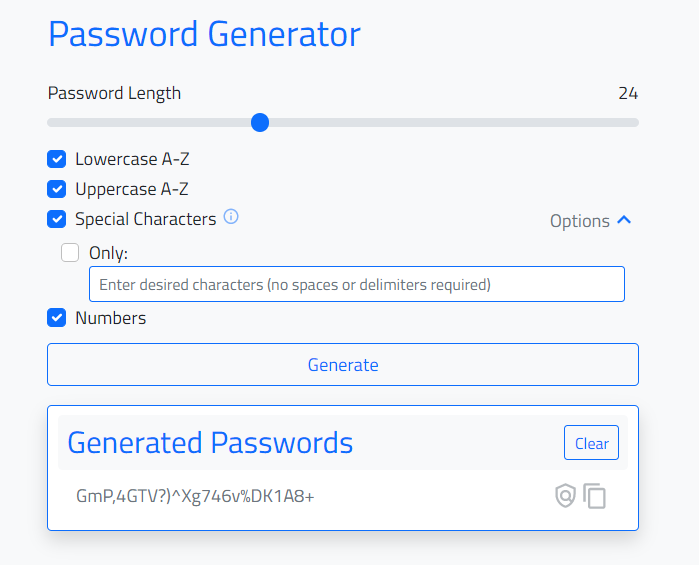 Password Generator
Password Length 24
Lowercase A-Z
Uppercase A-Z
Special Characters Options
Only:
Enter desired characters (no spaces or delimiters required)
Numbers
Generate
Generated Passwords Clear
GmP,4GTV?)^Xg746v%DK1A8+